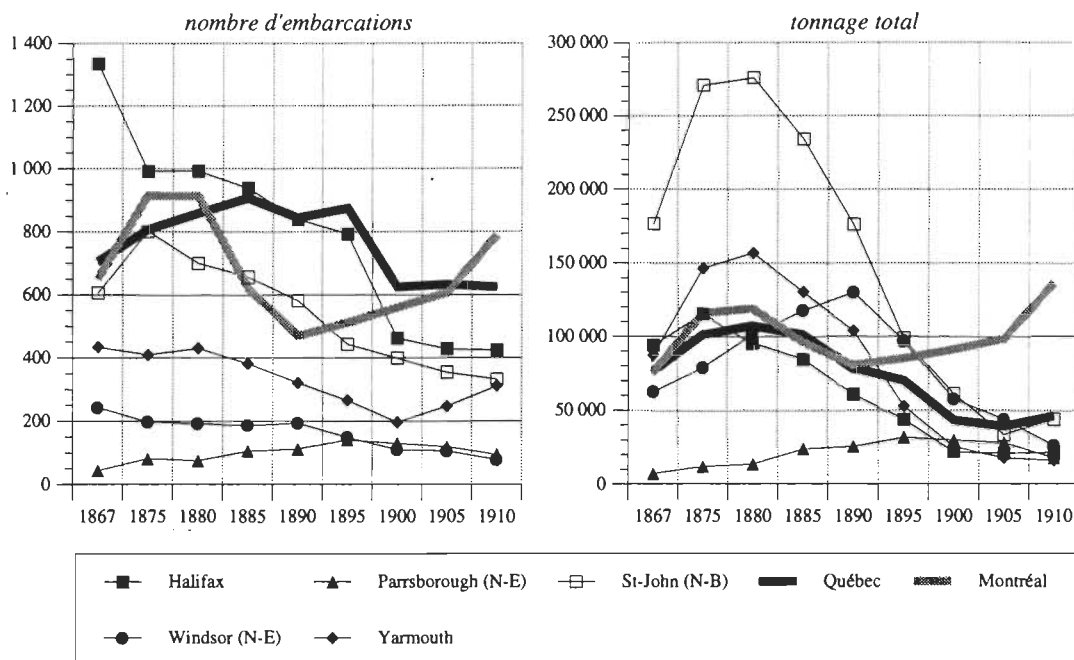 nombre d'embarcations
1 400
1 200
1 000
800
600
400
200
0
1867 1875 1880 1885 1890 1895 1900 1905 1910
tonnage total
300 000
250 000
200 000
150 000
100 000
50 000
0
1867 1875 1880 1885 1890 1895 1900 1905 1910
Halifax Parrsborough (N-E) St-John (N-B) Québec Montréal
Windsor (N-E) Yarmouth